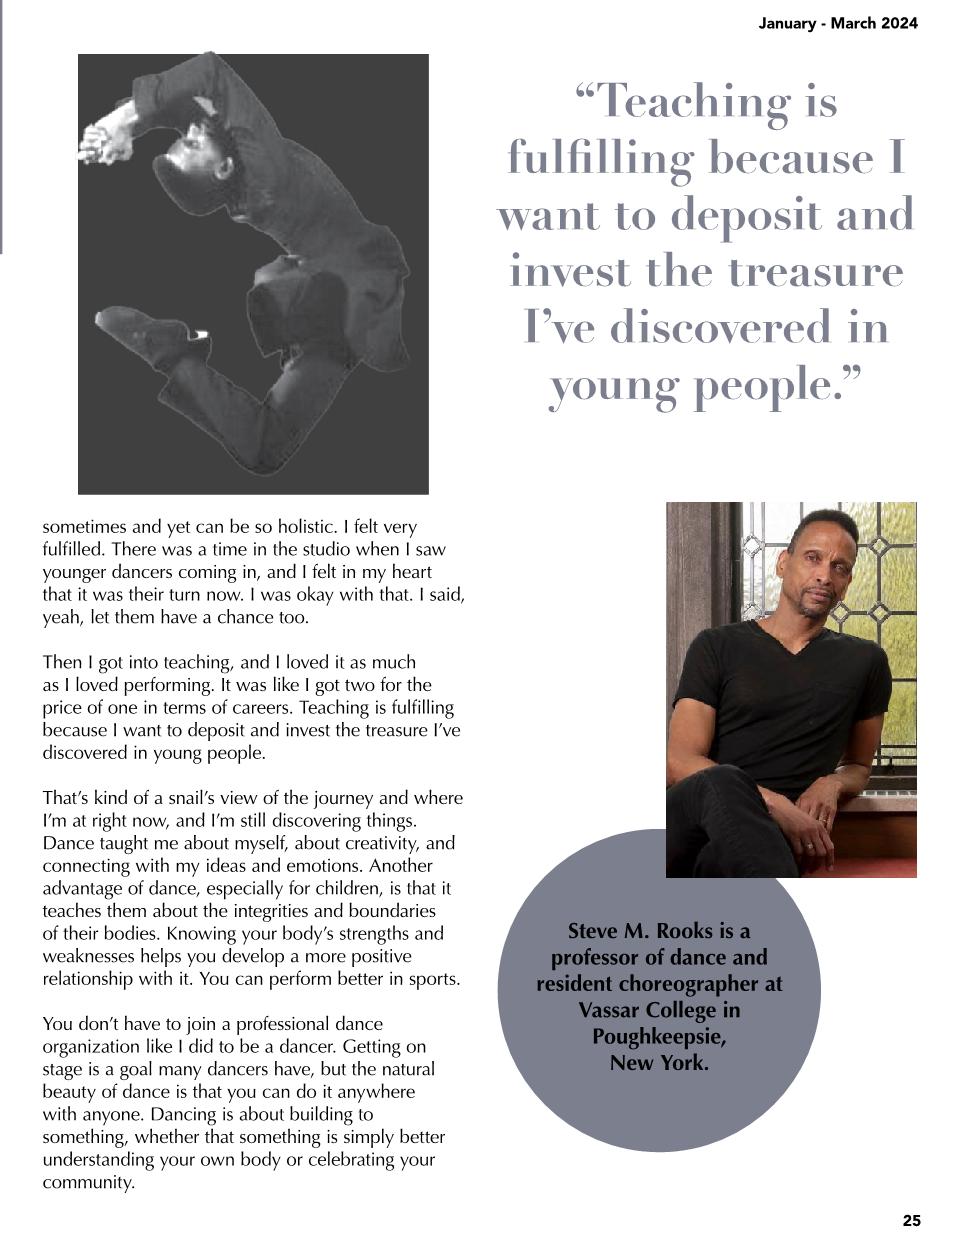 January - March 2024
“Teaching is
fulfilling because I
want to deposit and
invest the treasure
I’ve discovered in
young people.”
sometimes and yet can be so holistic. I felt very
fulfilled. There was a time in the studio when I saw
younger dancers coming in, and I felt in my heart
that it was their turn now. I was okay with that. I said,
yeah, let them have a chance too.
Then I got into teaching, and I loved it as much
as I loved performing. It was like I got two for the
price of one in terms of careers. Teaching is fulfilling
because I want to deposit and invest the treasure I’ve
discovered in young people.
That’s kind of a snail’s view of the journey and where
I’m at right now, and I’m still discovering things.
Dance taught me about myself, about creativity, and
connecting with my ideas and emotions. Another
advantage of dance, especially for children, is that it
teaches them about the integrities and boundaries
of their bodies. Knowing your body’s strengths and
weaknesses helps you develop a more positive
relationship with it. You can perform better in sports.
You don’t have to join a professional dance
organization like I did to be a dancer. Getting on
stage is a goal many dancers have, but the natural
beauty of dance is that you can do it anywhere
with anyone. Dancing is about building to
something, whether that something is simply better
understanding your own body or celebrating your
community.
Steve M. Rooks is a
professor of dance and
resident choreographer at
Vassar College in
Poughkeepsie,
New York.
25